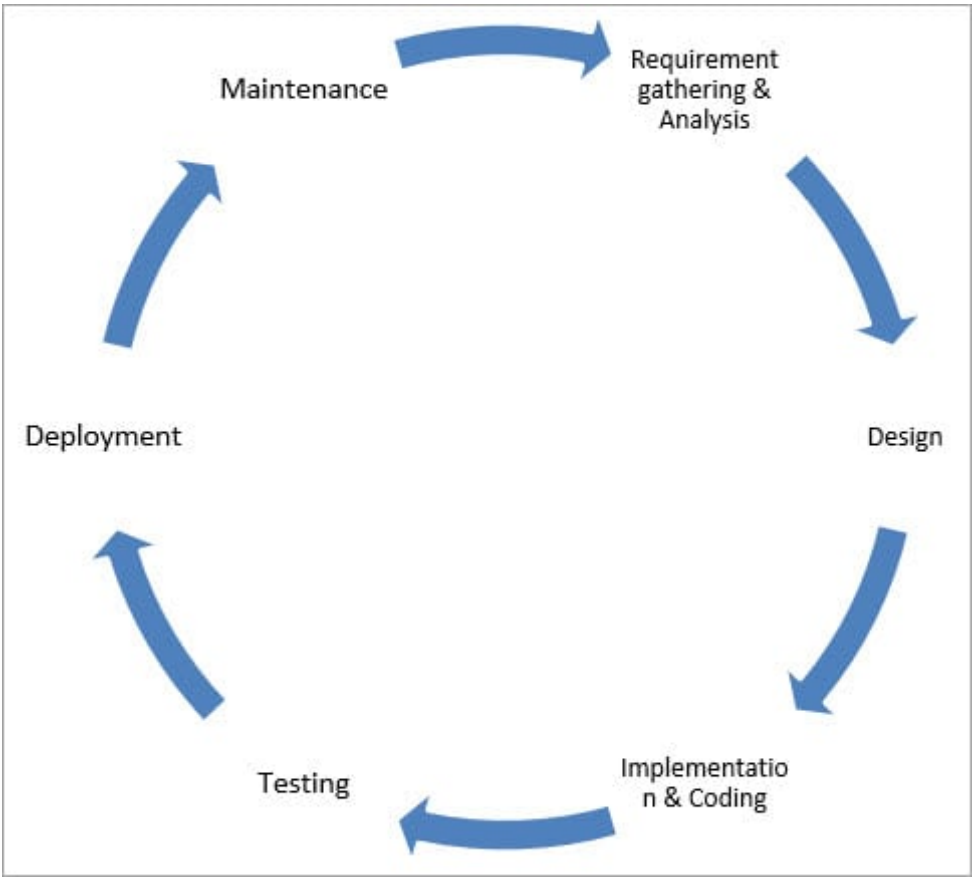 Maintenance
Requirement
gathering &
Analysis
Deployment
Design
Testing
Implementatio
n & Coding